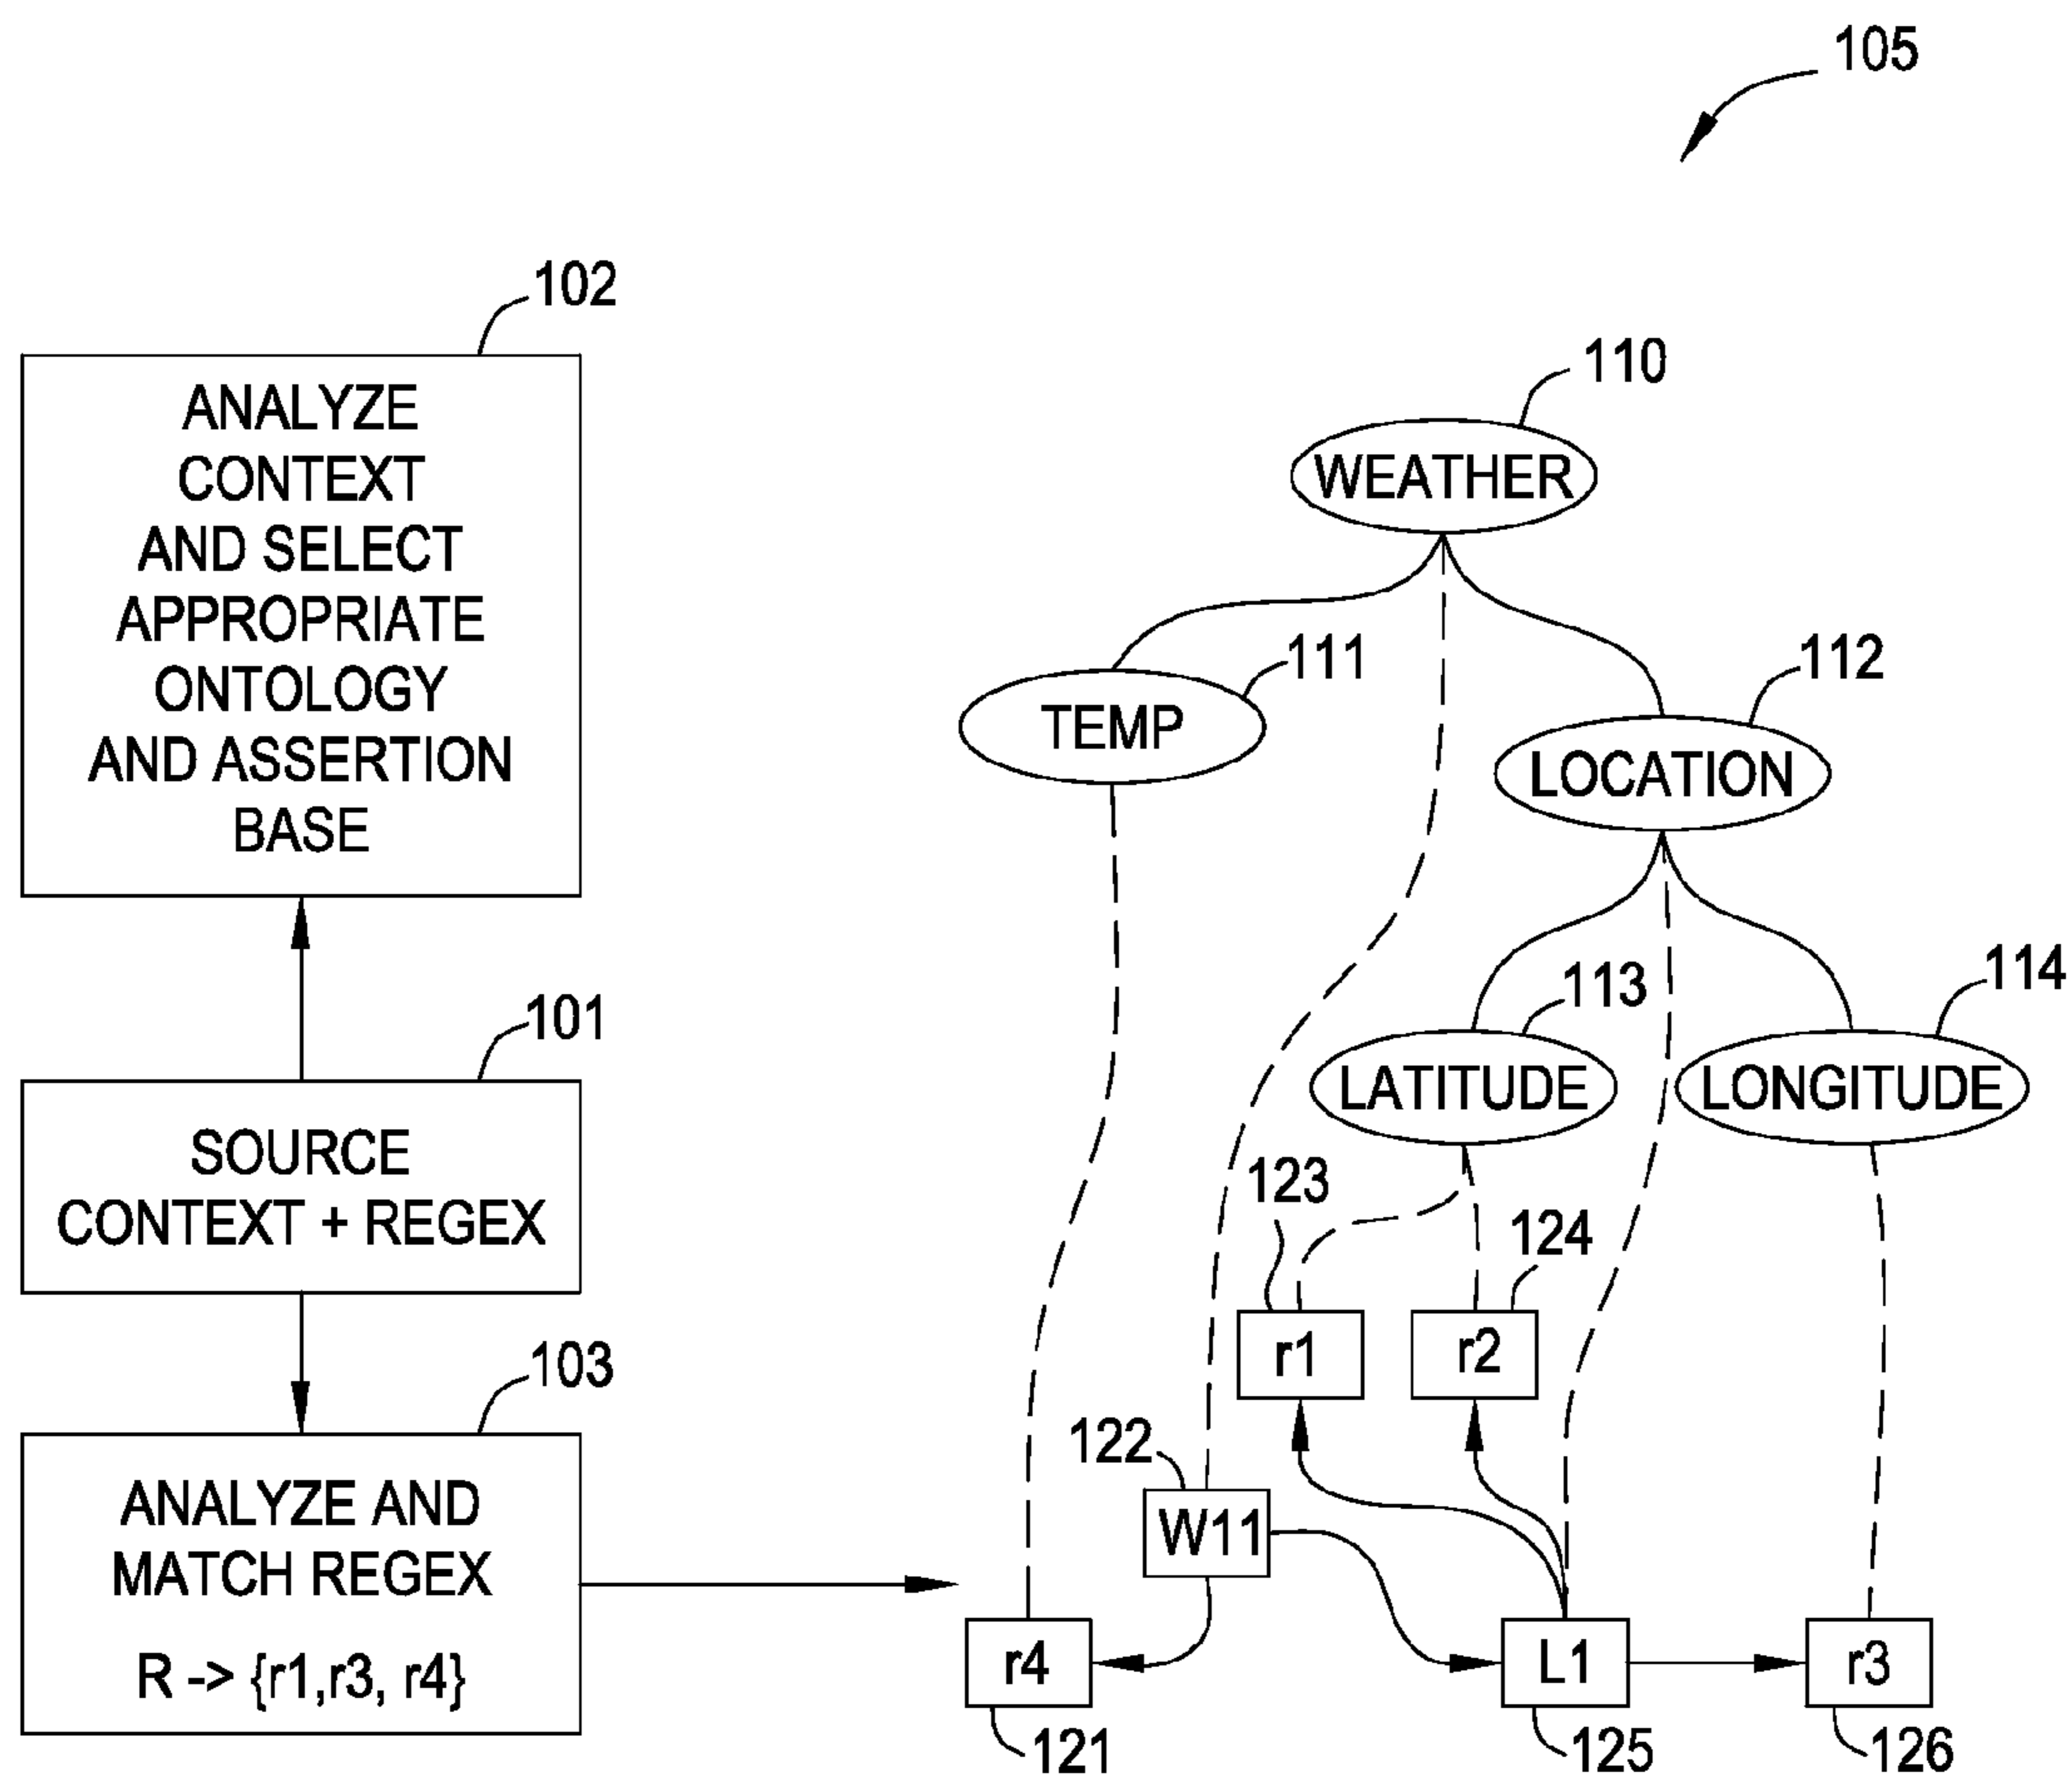 105
102
ANALYZE
CONTEXT
AND SELECT
APPROPRIATE
ONTOLOGY
AND ASSERTION
BASE
101
SOURCE
CONTEXT + REGEX
103
ANALYZE AND
MATCH REGEX
R -> {r1,r3, r4}
110
WEATHER
111
TEMP
112
LOCATION
113
LATITUDE
114
LONGITUDE
123
r1
124
r2
122
W11
r4
121
L1
125
r3
126